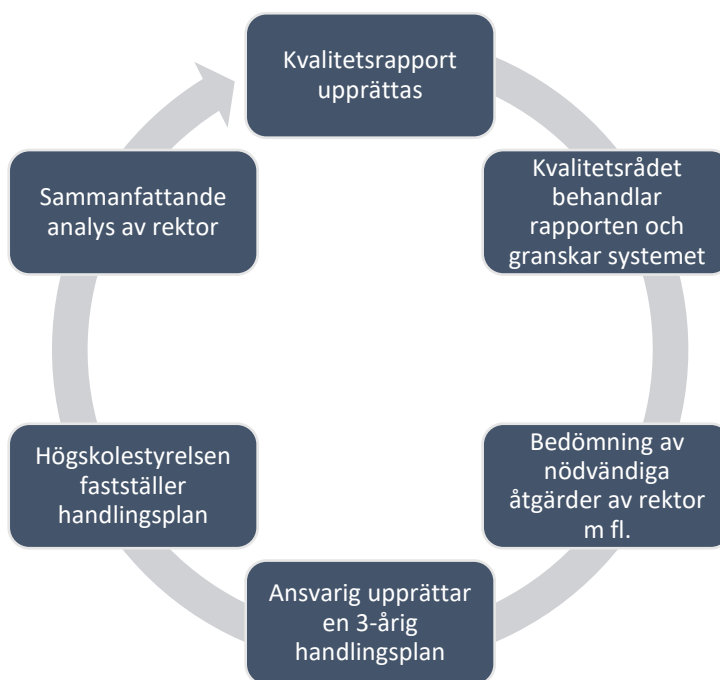 Kvalitetsrapport
upprättas
Kvalitetsrådet
behandlar
rapporten och
granskar systemet
Bedömning av
nödvändiga
åtgärder av rektor
m fl.
Ansvarig upprättar
en 3-årig
handlingsplan
Högskolestyrelsen
fastställer
handlingsplan
Sammanfattande
analys av rektor